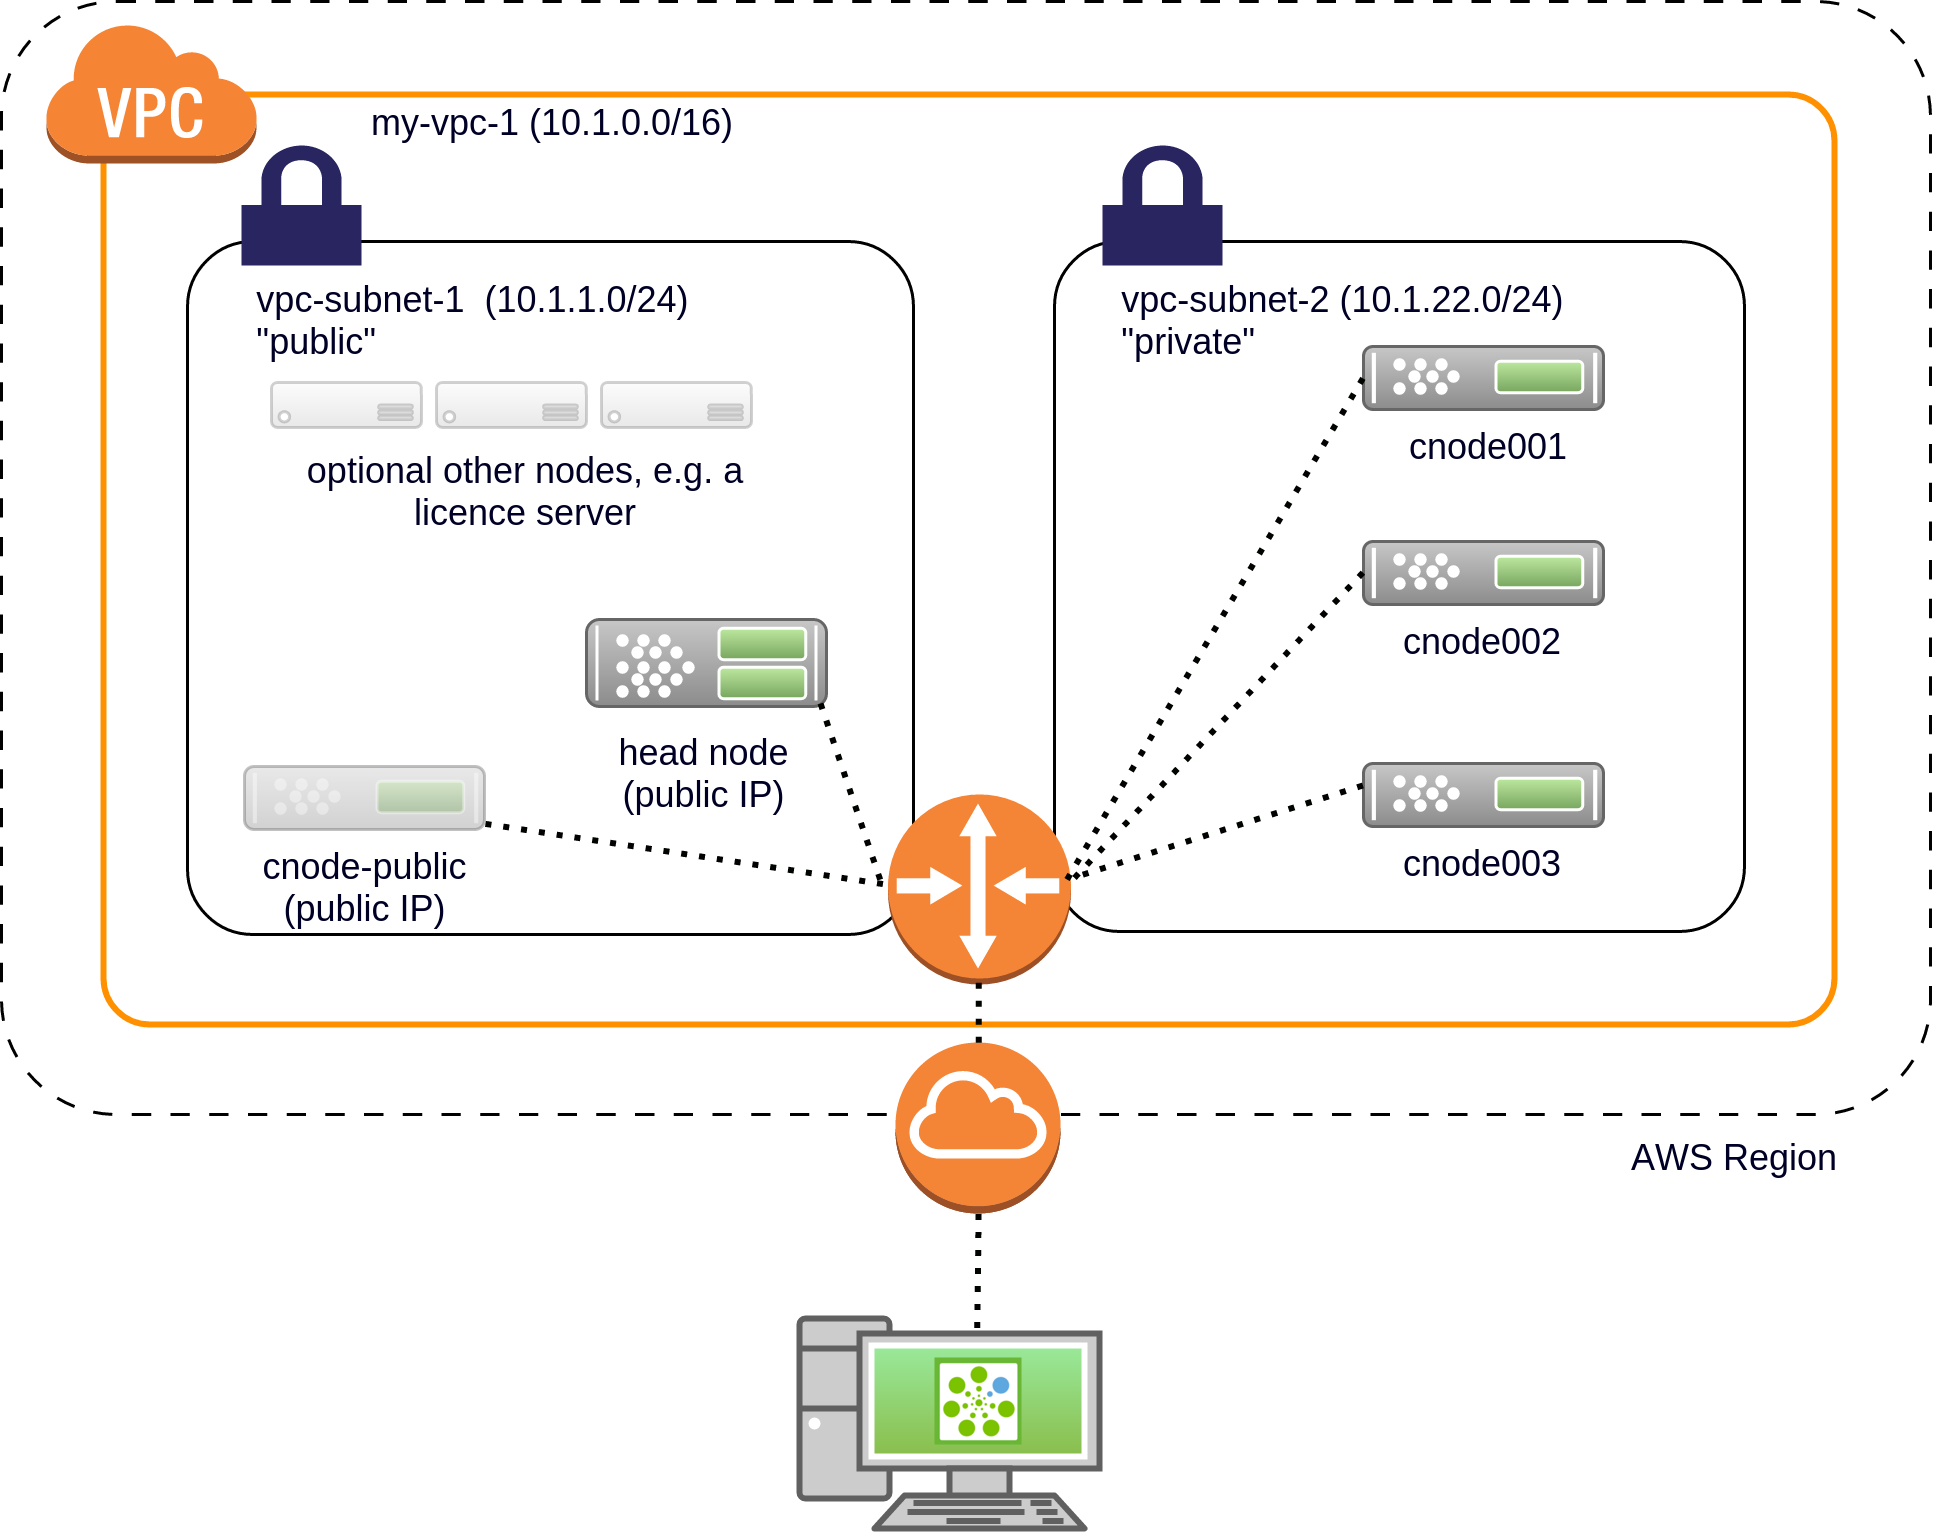 VPC
my-vpc-1 (10.1.0.0/16)
vpc-subnet-1  (10.1.1.0/24)
"public"
optional other nodes, e.g. a
licence server
head node
(public IP)
cnode-public
(public IP)
vpc-subnet-2 (10.1.22.0/24)
"private"
cnode001
cnode002
cnode003
AWS Region